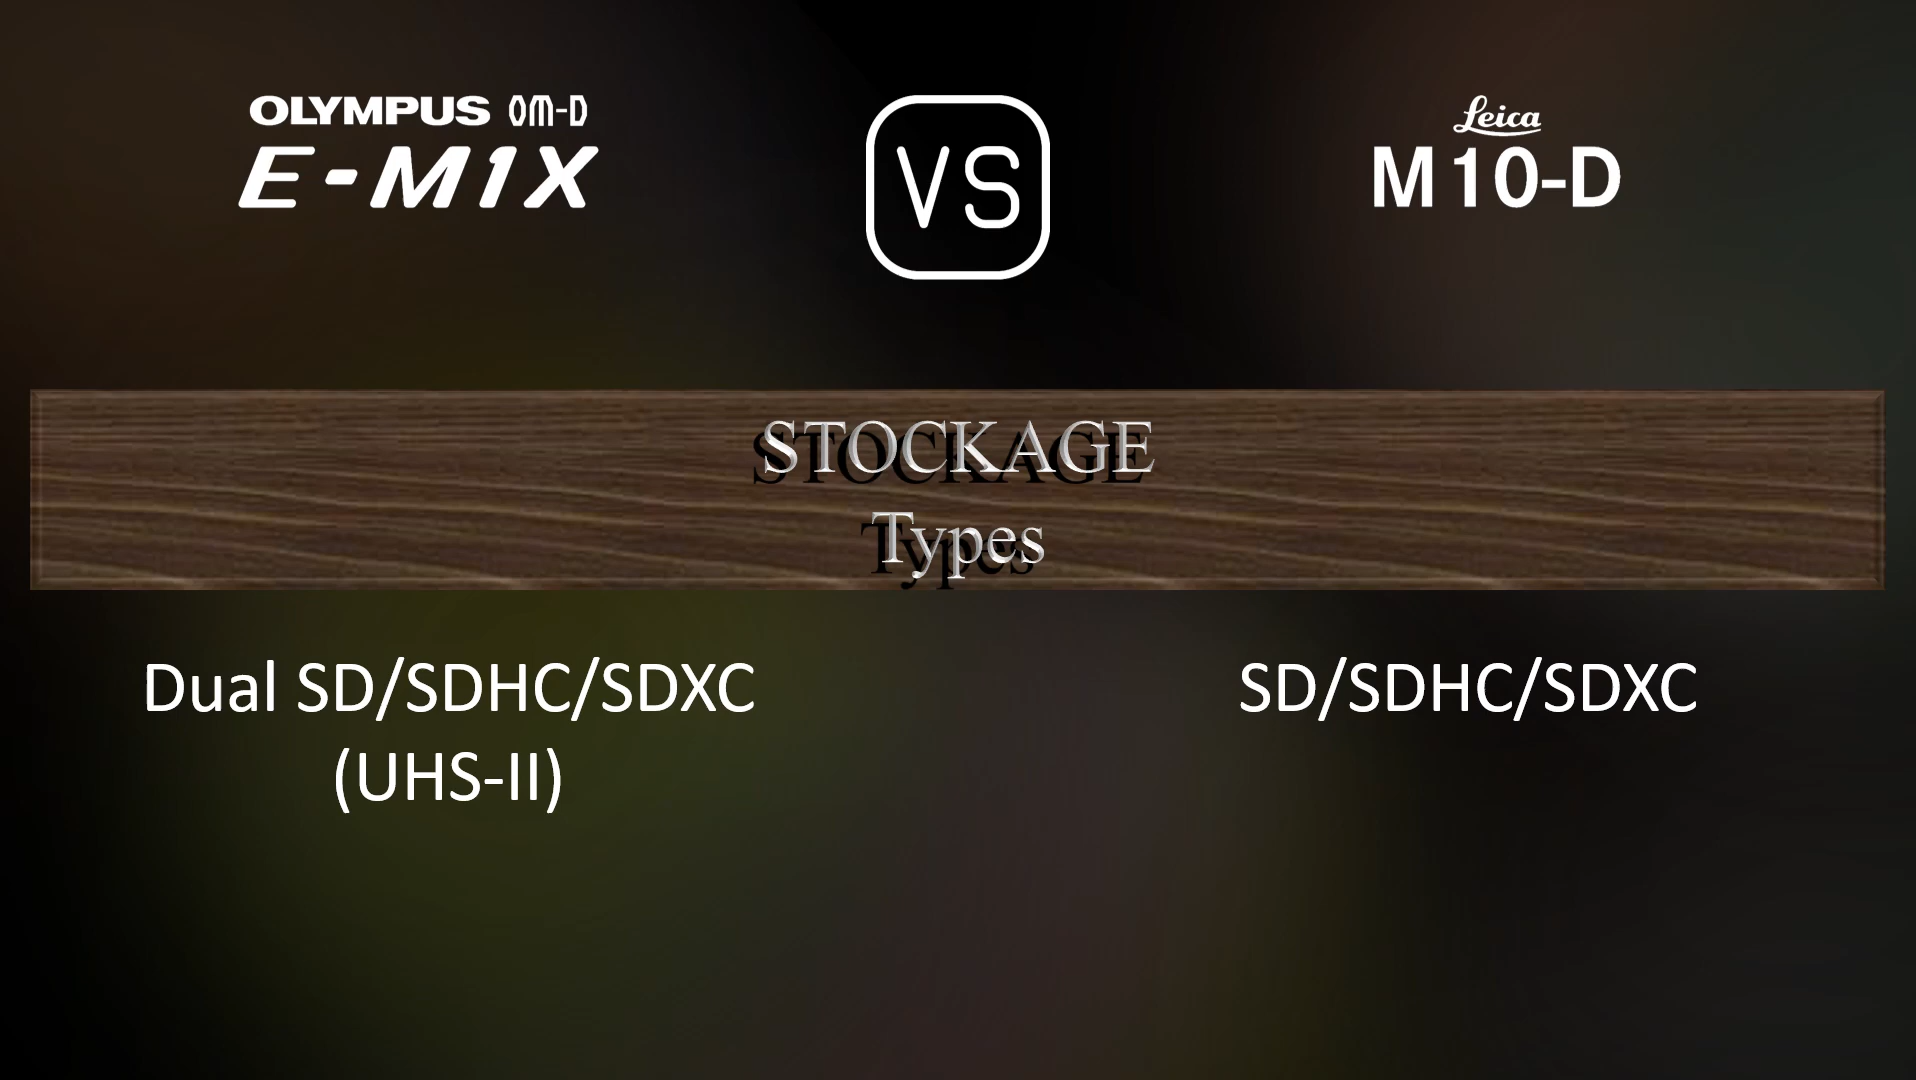 OLYMPUS OM-D
E-M1X
VS
Leica
M10-D
STOCKAGE
Types
Dual SD/SDHC/SDXC
(UHS-II)
SD/SDHC/SDXC